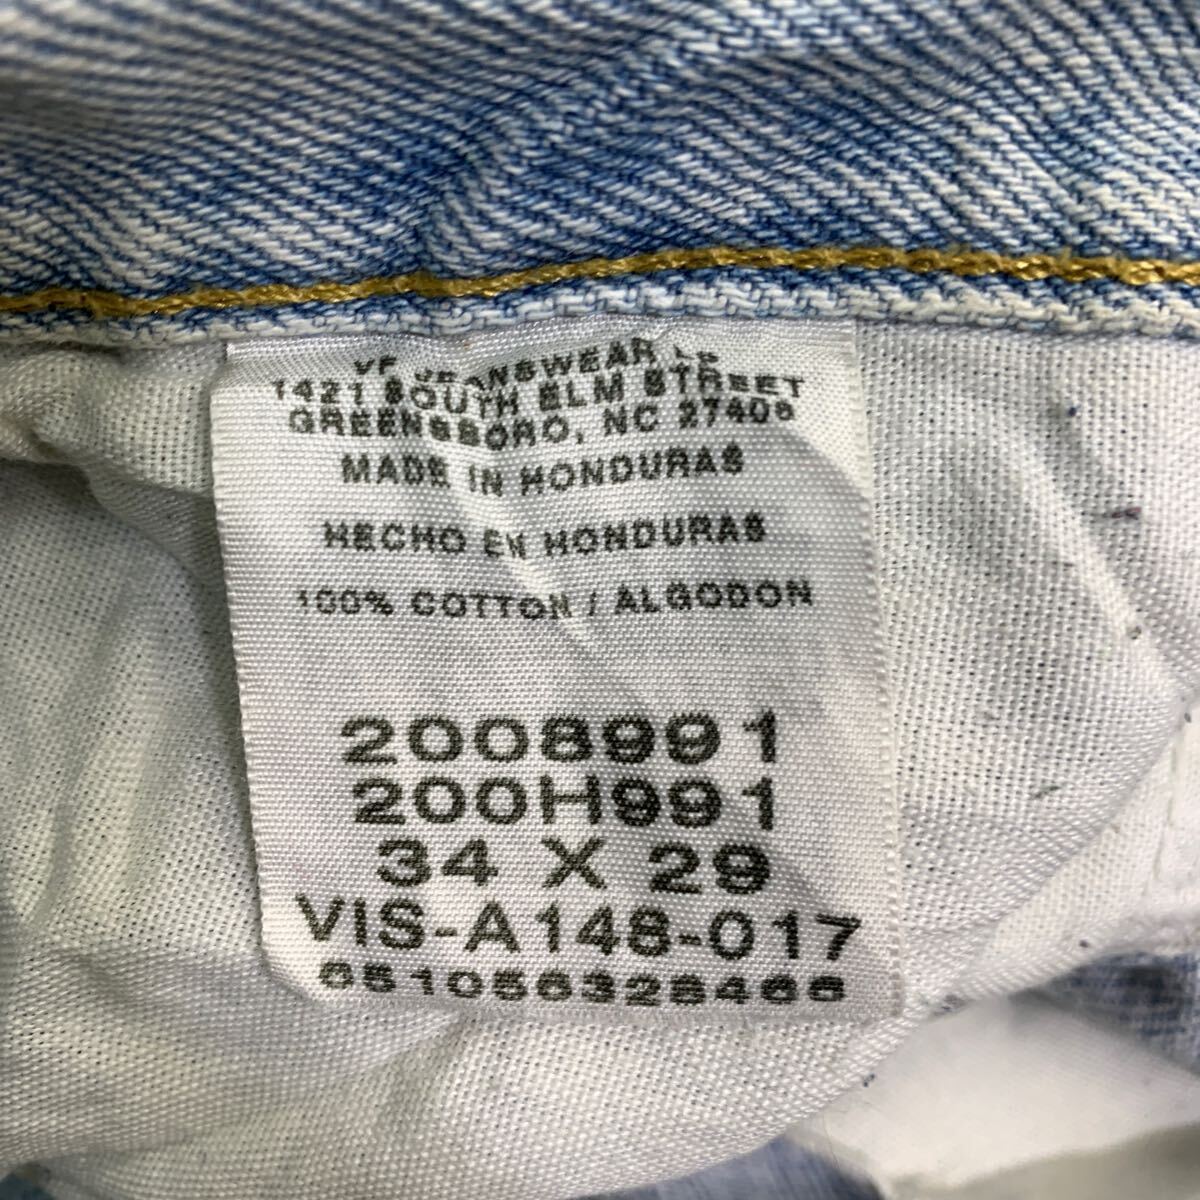 VF JEANSWEAR LP
1421 SOUTH ELM STREET
GREENSBORO, NC 27406
MADE IN HONDURAS
HECHO EN HONDURAS
100% COTTON / ALGODON
2008991
200H991
34 X 29
VIS-A148-017
651056328466